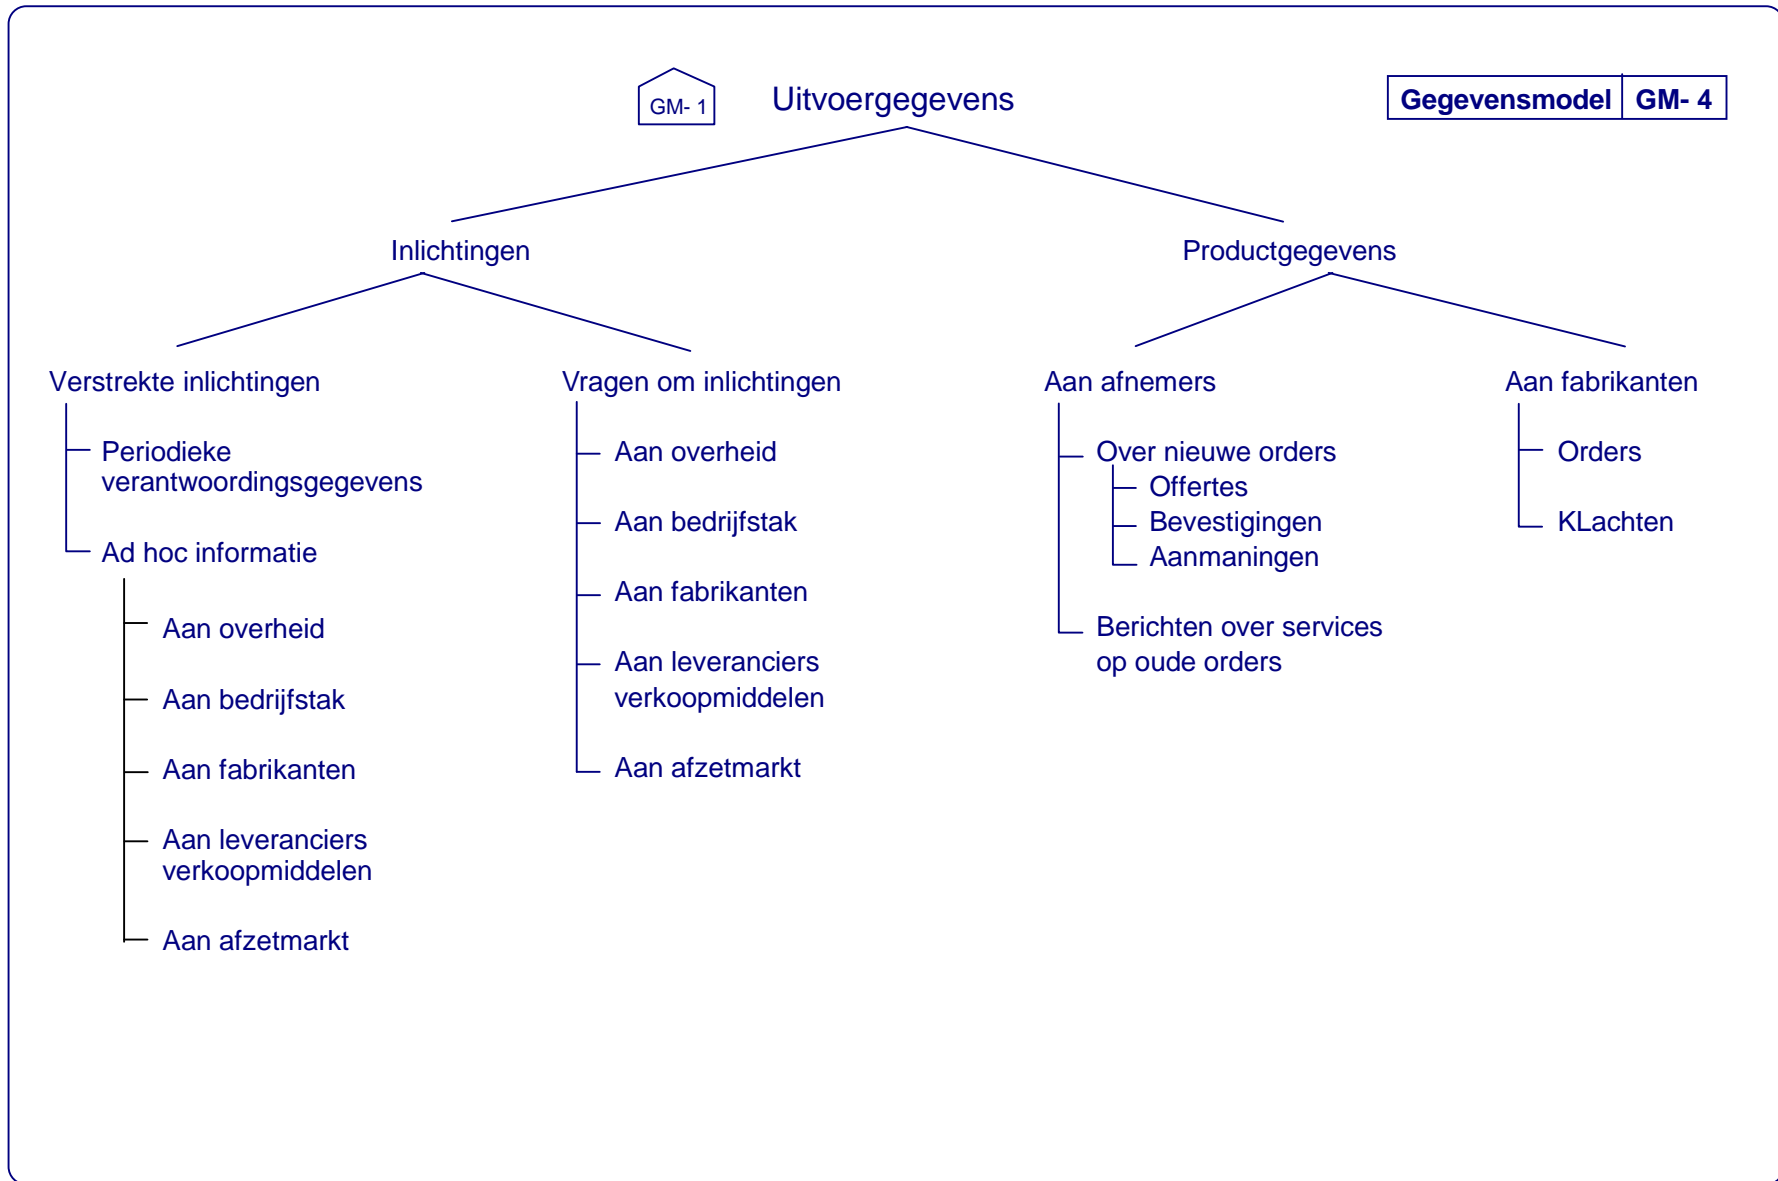 GM- 1
Uitvoergegevens
Gegevensmodel GM- 4
Inlichtingen
Productgegevens
Verstrekte inlichtingen
Periodieke
verantwoordingsgegevens
Ad hoc informatie
Aan overheid
Aan bedrijfstak
Aan fabrikanten
Aan leveranciers
verkoopmiddelen
Aan afzetmarkt
Vragen om inlichtingen
Aan overheid
Aan bedrijfstak
Aan fabrikanten
Aan leveranciers
verkoopmiddelen
Aan afzetmarkt
Aan afnemers
Over nieuwe orders
Offertes
Bevestigingen
Aanmaningen
Berichten over services
op oude orders
Aan fabrikanten
Orders
KLachten